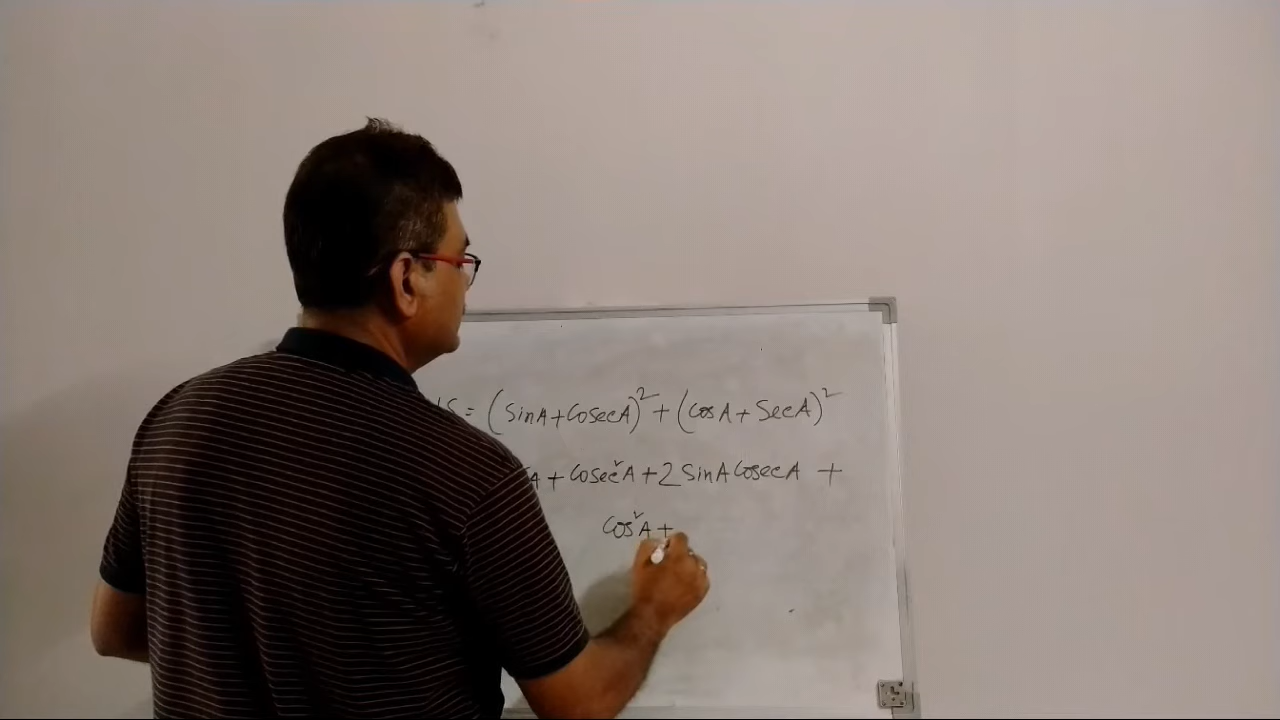 S = (SinA + CosecA)² + (CosA + SecA)²
A + Cosec²A + 2 SinA CosecA +
Cos²A +